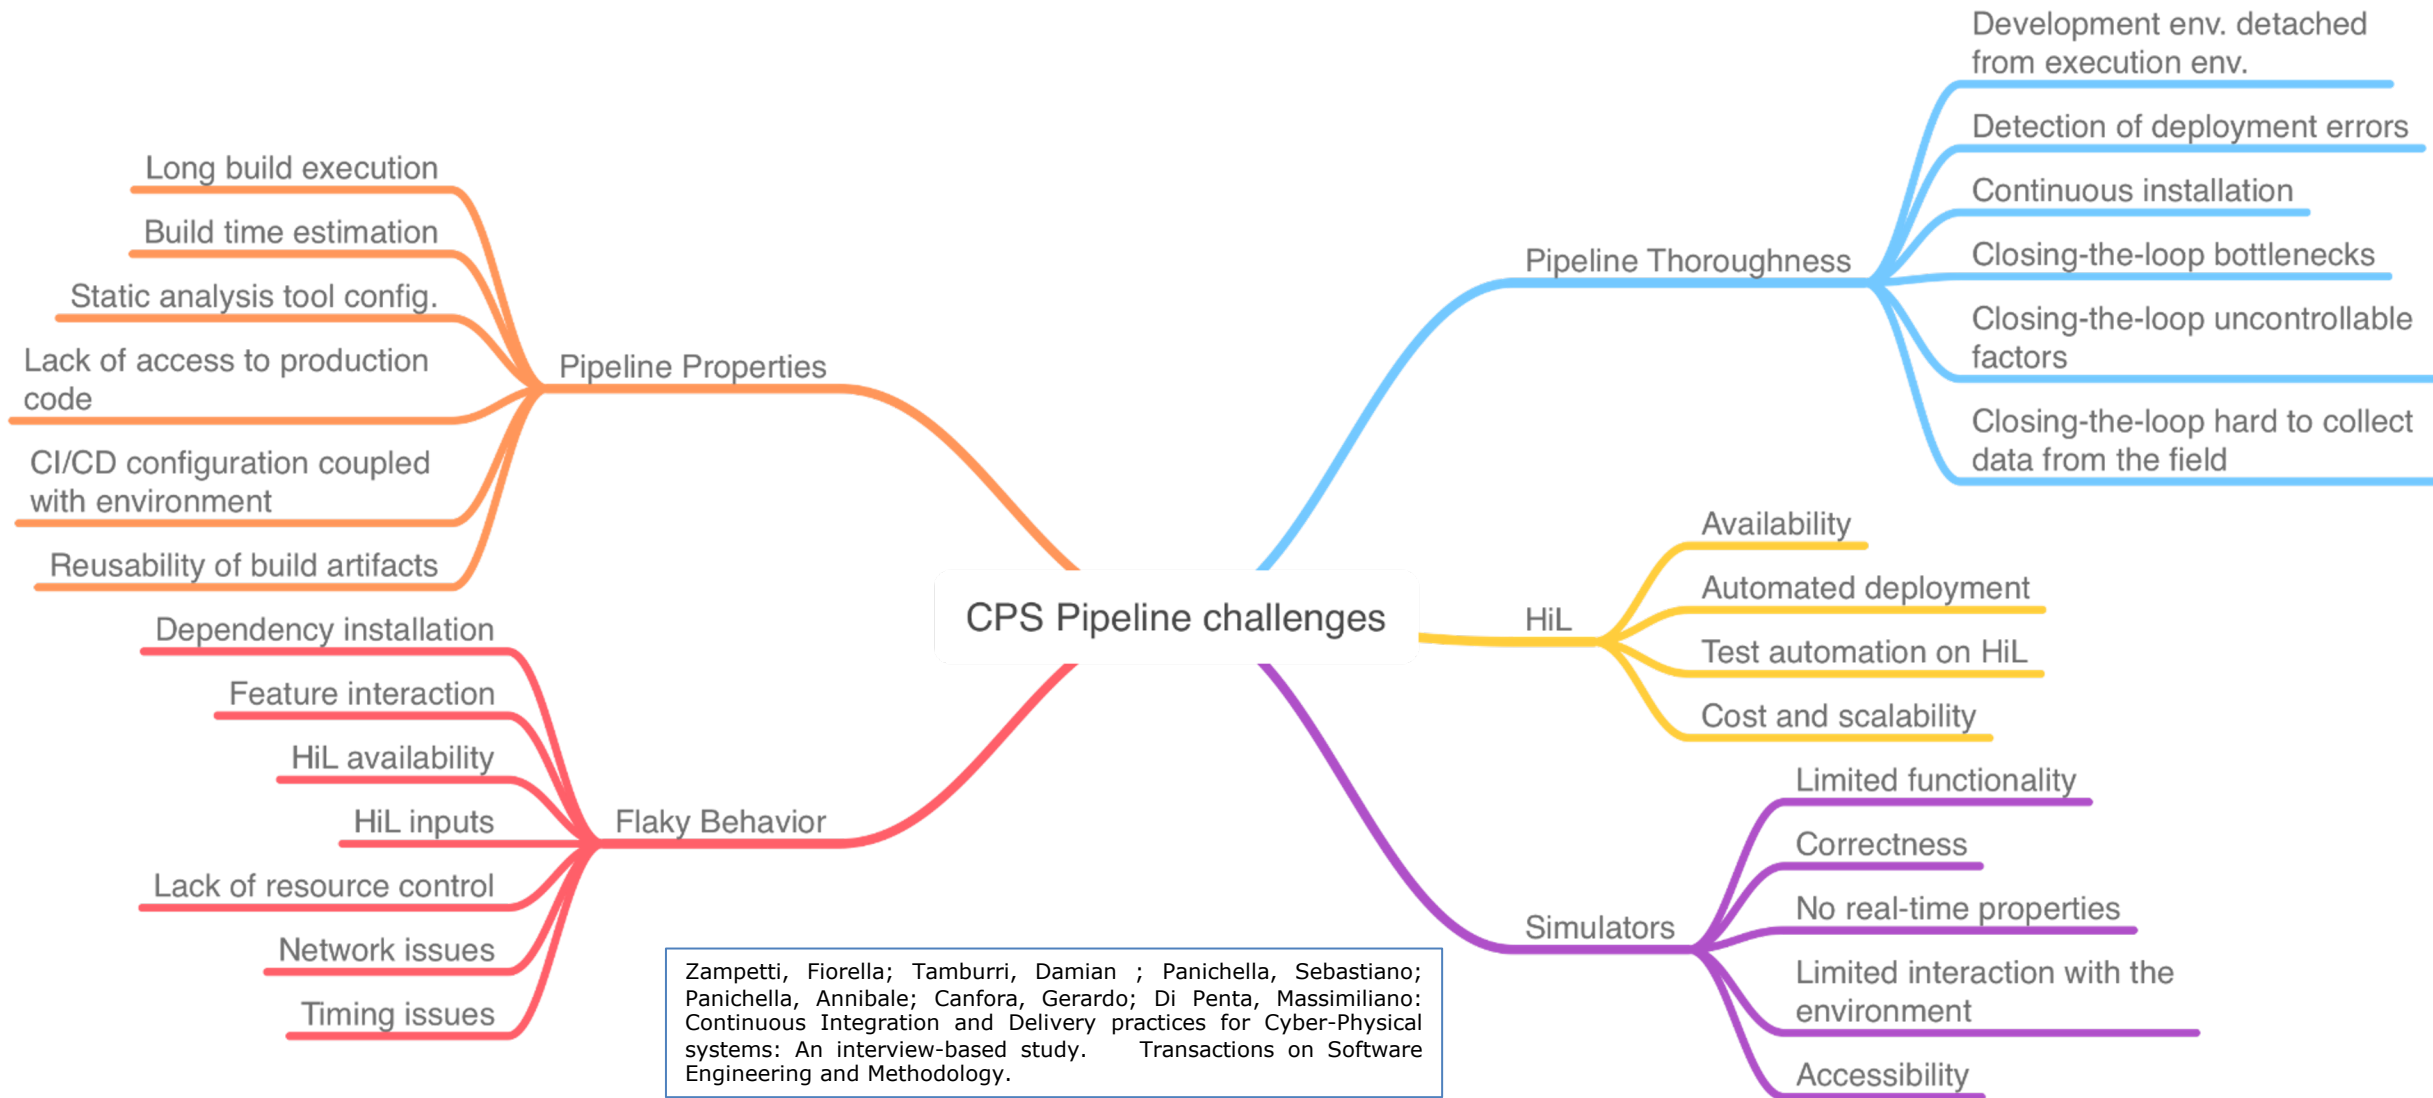 Long build execution
Build time estimation
Static analysis tool config.
Lack of access to production
code
CI/CD configuration coupled
with environment
Reusability of build artifacts
Pipeline Properties
Dependency installation
Feature interaction
HiL availability
HiL inputs
Lack of resource control
Network issues
Timing issues
Flaky Behavior
CPS Pipeline challenges
Pipeline Thoroughness
Development env. detached
from execution env.
Detection of deployment errors
Continuous installation
Closing-the-loop bottlenecks
Closing-the-loop uncontrollable
factors
Closing-the-loop hard to collect
data from the field
HiL
Availability
Automated deployment
Test automation on HiL
Cost and scalability
Simulators
Limited functionality
Correctness
No real-time properties
Limited interaction with the
environment
Accessibility
Zampetti, Fiorella; Tamburri, Damian ; Panichella, Sebastiano;
Panichella, Annibale; Canfora, Gerardo; Di Penta, Massimiliano:
Continuous Integration and Delivery practices for Cyber-Physical
systems: An interview-based study. Transactions on Software
Engineering and Methodology.